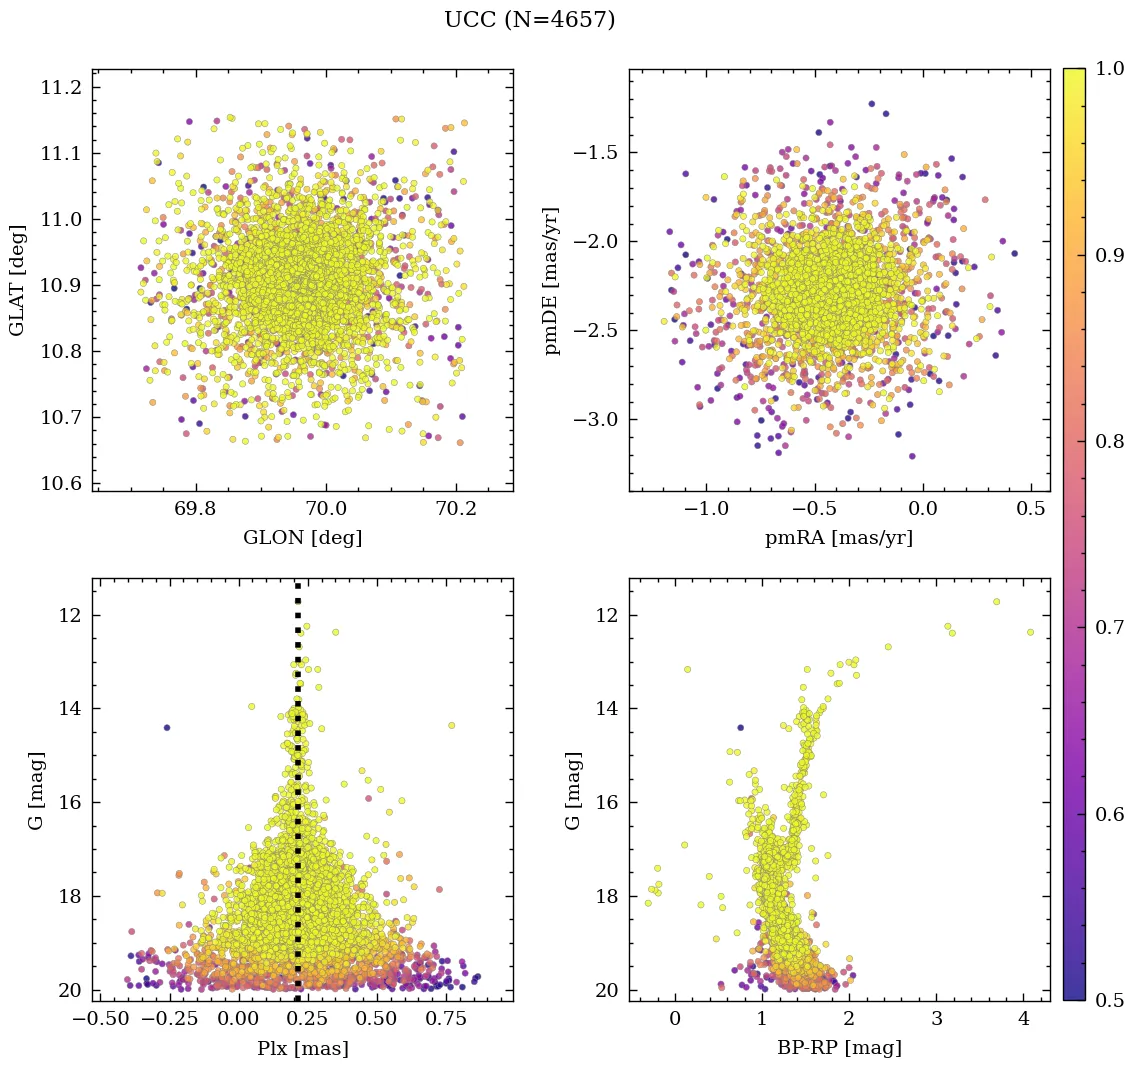 UCC (N=4657)
11.2
11.1
11.0
10.9
10.8
10.7
10.6
GLAT [deg]
69.8 70.0 70.2
GLON [deg]
−1.5
−2.0
−2.5
−3.0
pmDE [mas/yr]
−1.0 −0.5 0.0 0.5
pmRA [mas/yr]
12
14
16
18
20
G [mag]
−0.50 −0.25 0.00 0.25 0.50 0.75
Plx [mas]
12
14
16
18
20
G [mag]
0 1 2 3 4
BP-RP [mag]
1.0
0.9
0.8
0.7
0.6
0.5